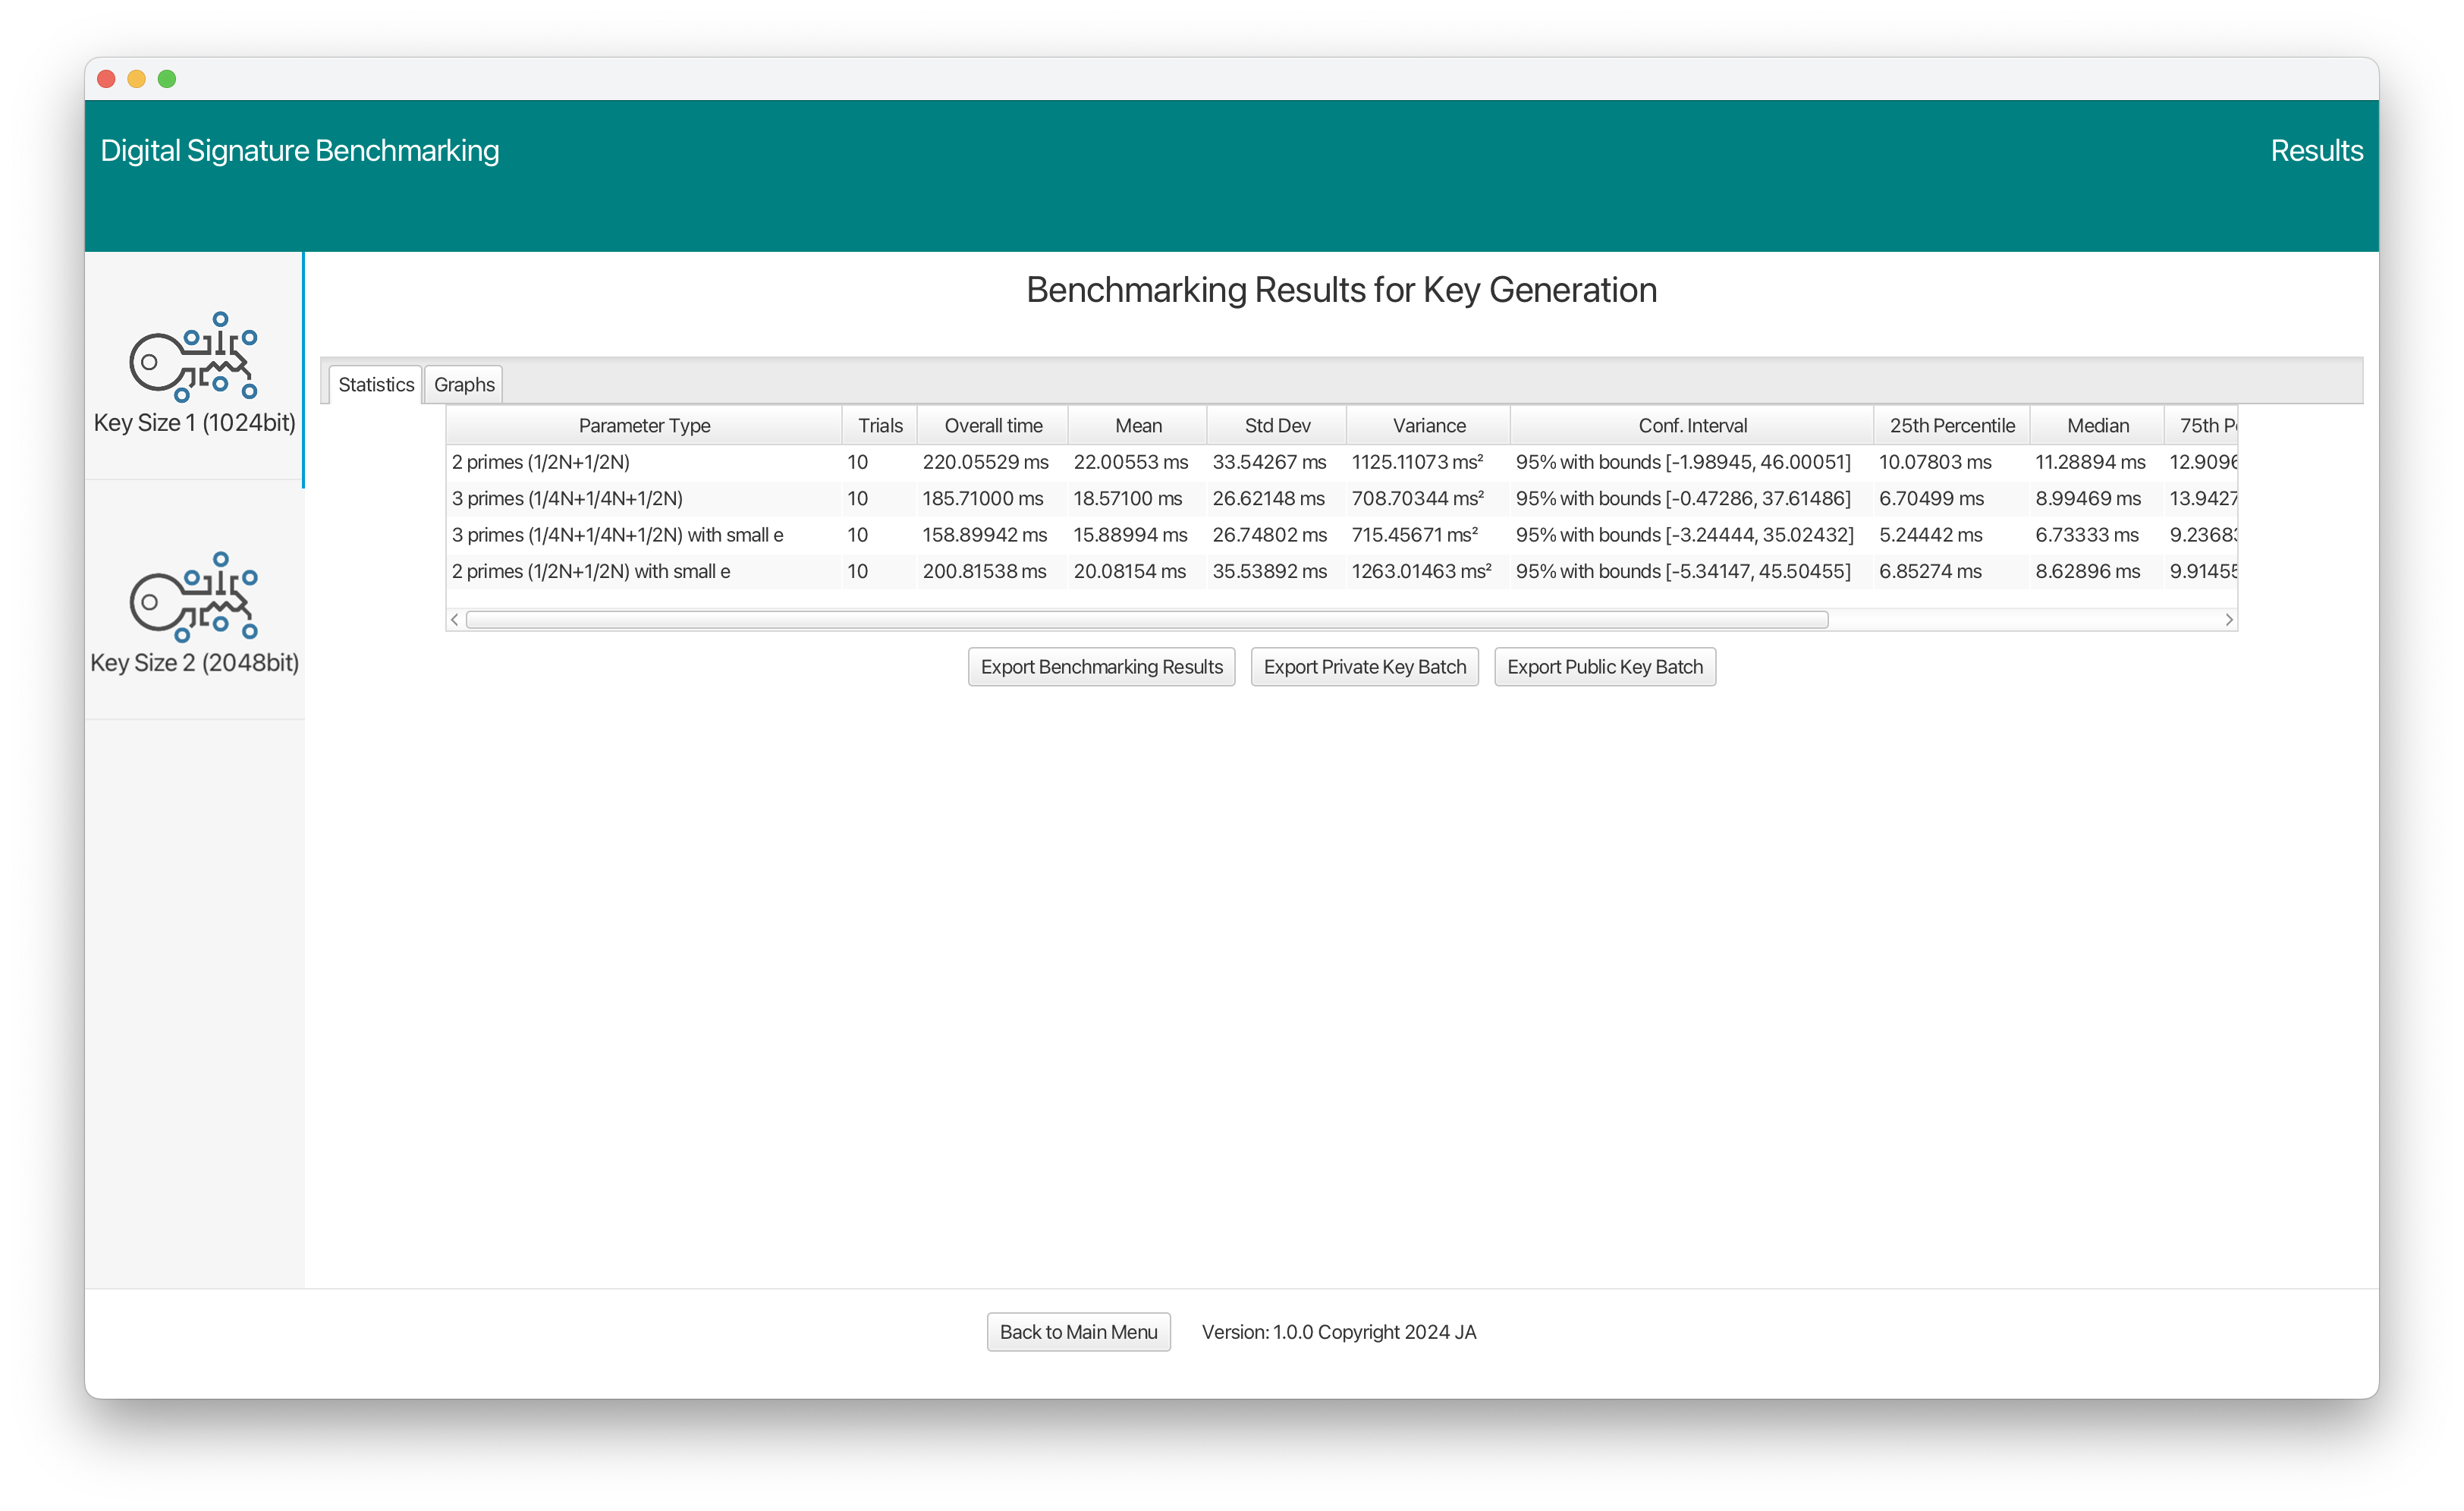 Digital Signature Benchmarking Results
Key Size 1 (1024bit)
Key Size 2 (2048bit)
Benchmarking Results for Key Generation
Statistics Graphs
Parameter Type Trials Overall time Mean Std Dev Variance Conf. Interval 25th Percentile Median 75th P
2 primes (1/2N+1/2N) 10 220.05529 ms 22.00553 ms 33.54267 ms 1125.11073 ms² 95% with bounds [-1.98945, 46.00051] 10.07803 ms 11.28894 ms 12.9096
3 primes (1/4N+1/4N+1/2N) 10 185.71000 ms 18.57100 ms 26.62148 ms 708.70344 ms² 95% with bounds [-0.47286, 37.61486] 6.70499 ms 8.99469 ms 13.9427
3 primes (1/4N+1/4N+1/2N) with small e 10 158.89942 ms 15.88994 ms 26.74802 ms 715.45671 ms² 95% with bounds [-3.24444, 35.02432] 5.24442 ms 6.73333 ms 9.2368
2 primes (1/2N+1/2N) with small e 10 200.81538 ms 20.08154 ms 35.53892 ms 1263.01463 ms² 95% with bounds [-5.34147, 45.50455] 6.85274 ms 8.62896 ms 9.91455
Export Benchmarking Results Export Private Key Batch Export Public Key Batch
Back to Main Menu Version: 1.0.0 Copyright 2024 JA